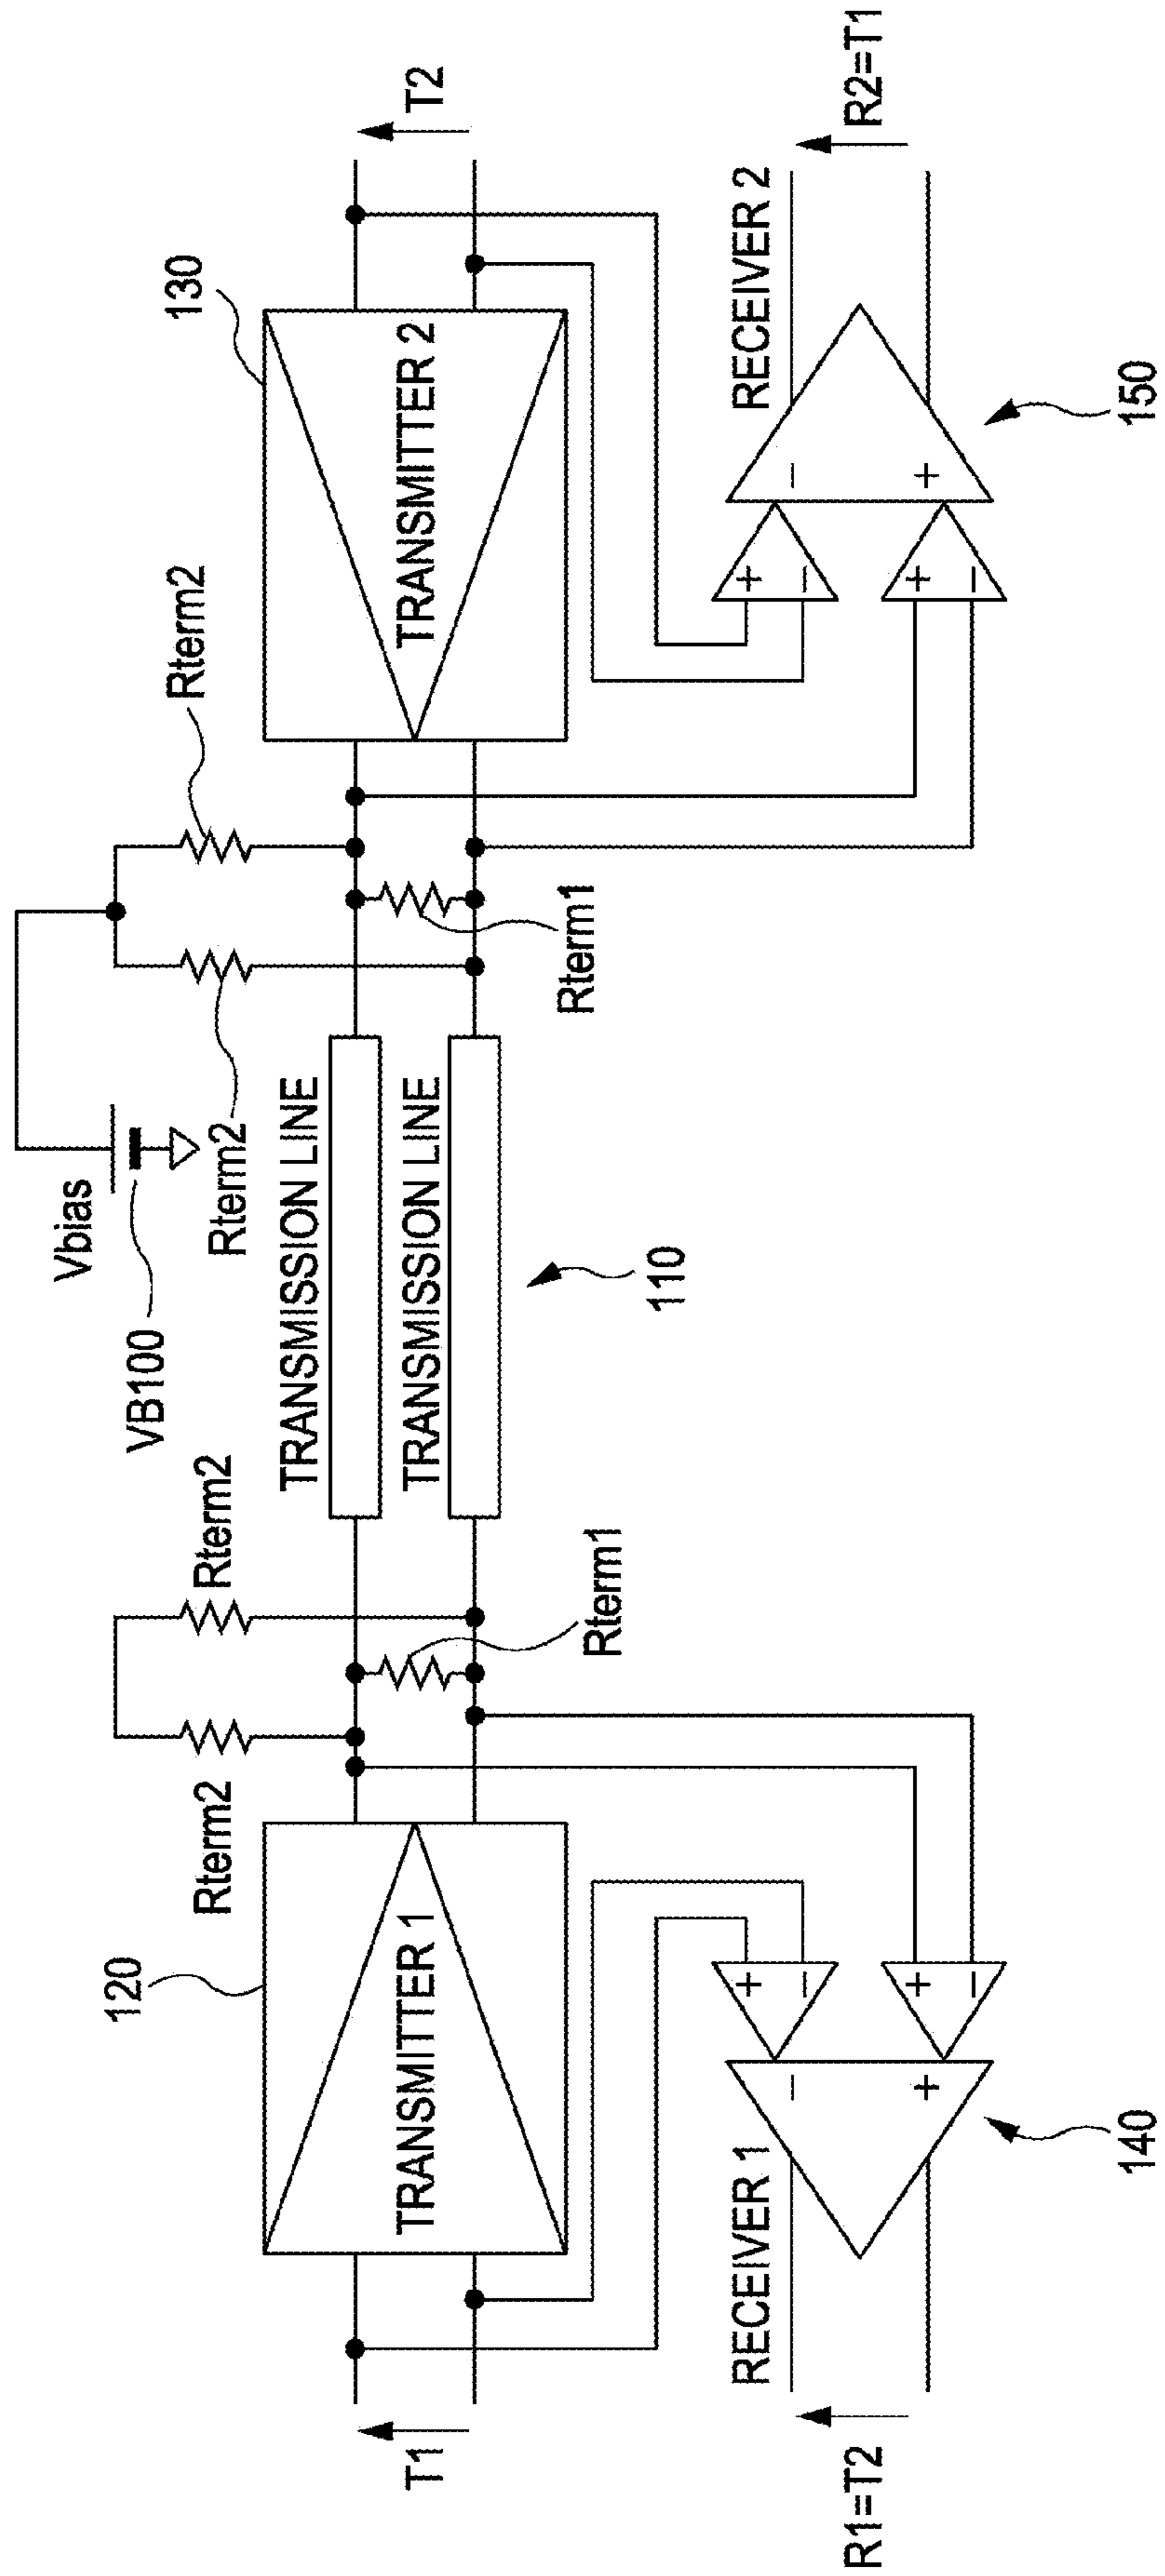 R2=T1
T2
RECEIVER 2
130
TRANSMITTER 2
150
-
+
+
-
+
-
Rterm2
Rterm1
Rterm2
Vbias
VB100
TRANSMISSION LINE
TRANSMISSION LINE
110
Rterm2
Rterm1
Rterm2
120
TRANSMITTER 1
+
-
+
-
-
+
140
RECEIVER 1
T1
R1=T2